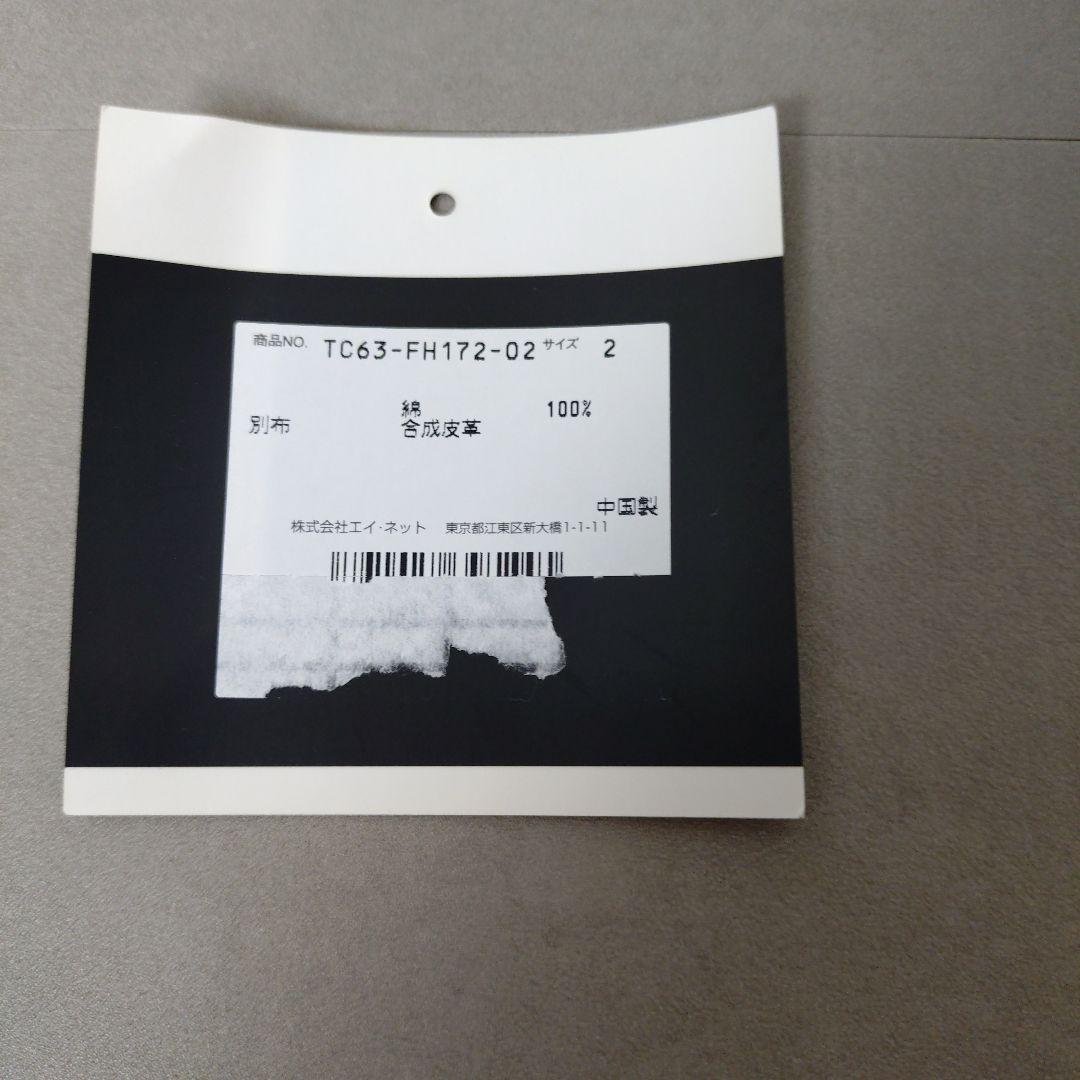 商品NO. TC63-FH172-02 サイズ 2
綿 100%
別布 合成皮革
中国製
株式会社エイ・ネット 東京都江東区新大橋1-1-11